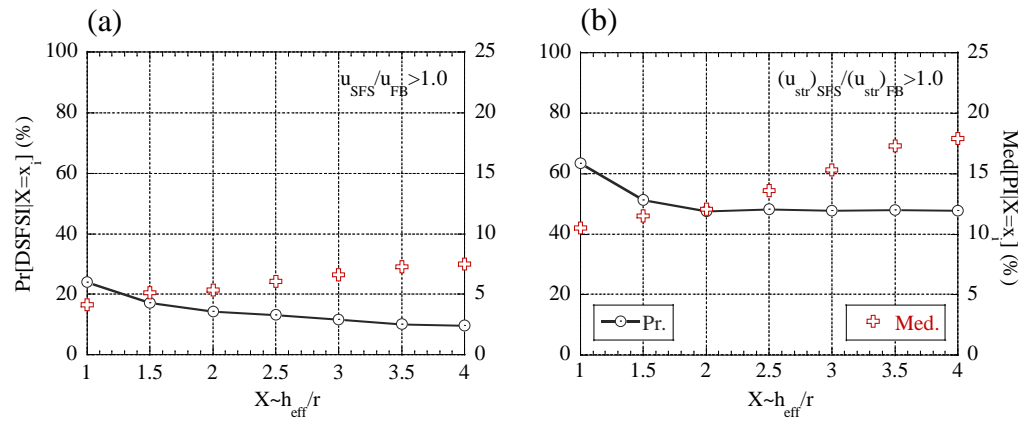 (a)
(b)
100
80
60
40
20
0
25
20
15
10
5
0
u_SFS/u_FB>1.0
Pr[DSFSI|X=x_i] (%)
1 1.5 2 2.5 3 3.5 4
X~h_eff/r
100
80
60
40
20
0
25
20
15
10
5
0
(u_str)_SFS/(u_str)_FB>1.0
Med[PI|X=x_i] (%)
Pr.
Med.
1 1.5 2 2.5 3 3.5 4
X~h_eff/r